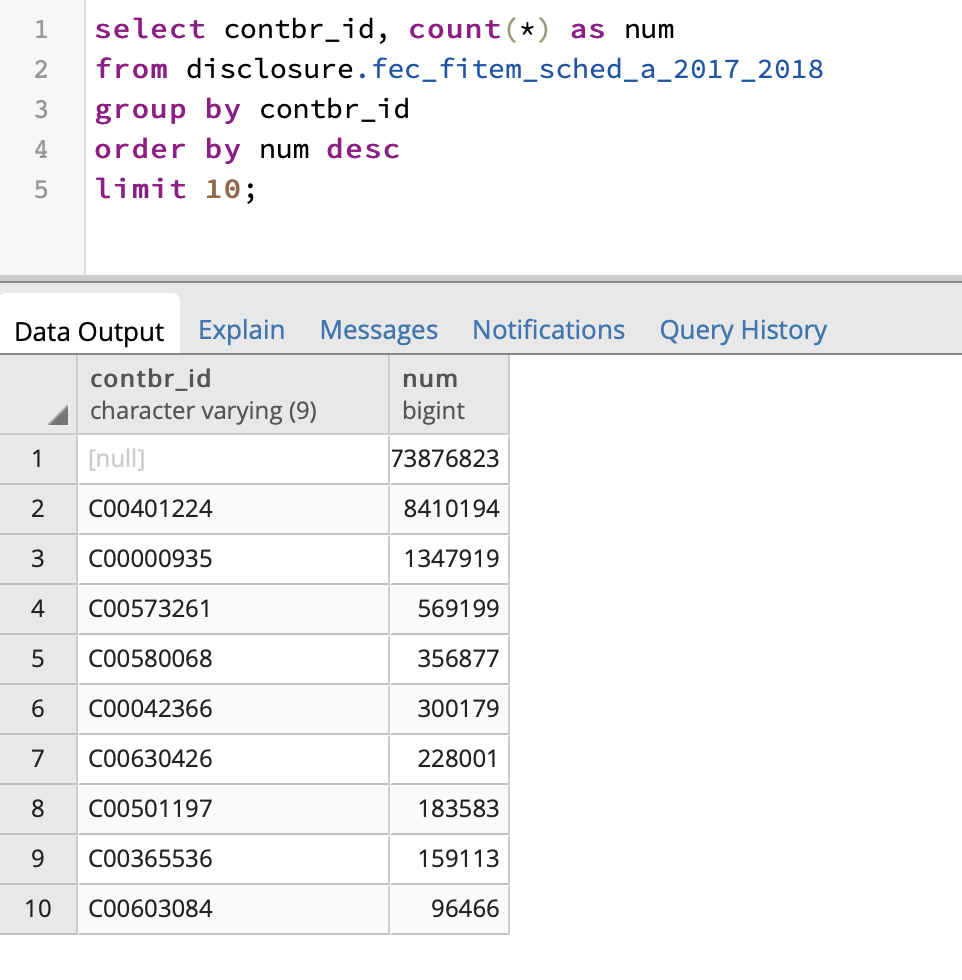 1 select contbr_id, count(*) as num
2 from disclosure.fec_fitem_sched_a_2017_2018
3 group by contbr_id
4 order by num desc
5 limit 10;
Data Output Explain Messages Notifications Query History
contbr_id num
character varying (9) bigint
1 [null] 73876823
2 C00401224 8410194
3 C00000935 1347919
4 C00573261 569199
5 C00580068 356877
6 C00042366 300179
7 C00630426 228001
8 C00501197 183583
9 C00365536 159113
10 C00603084 96466